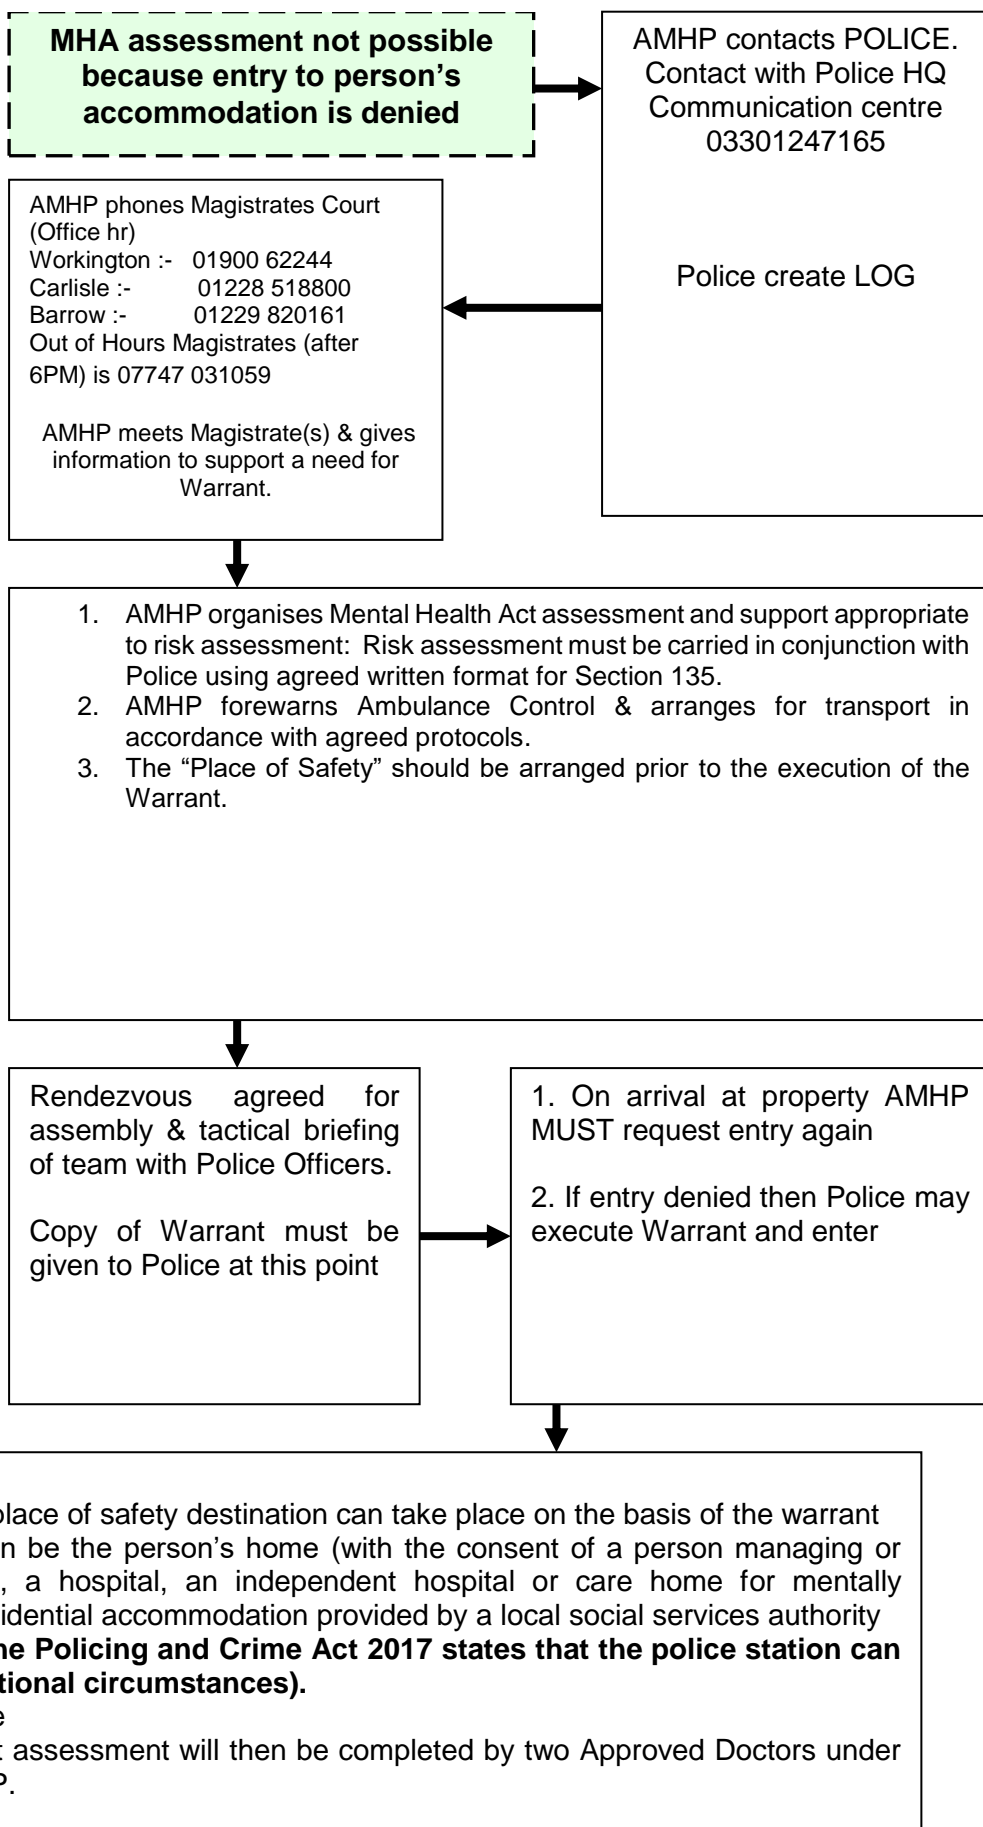 MHA assessment not possible
because entry to person’s
accommodation is denied
AMHP contacts POLICE.
Contact with Police HQ
Communication centre
03301247165
Police create LOG
AMHP phones Magistrates Court
(Office hr)
Workington :- 01900 62244
Carlisle :- 01228 518800
Barrow :- 01229 820161
Out of Hours Magistrates (after
6PM) is 07747 031059
AMHP meets Magistrate(s) & gives
information to support a need for
Warrant.
1. AMHP organises Mental Health Act assessment and support appropriate
to risk assessment: Risk assessment must be carried in conjunction with
Police using agreed written format for Section 135.
2. AMHP forewarns Ambulance Control & arranges for transport in
accordance with agreed protocols.
3. The “Place of Safety” should be arranged prior to the execution of the
Warrant.
Rendezvous agreed for
assembly & tactical briefing
of team with Police Officers.
Copy of Warrant must be
given to Police at this point
1. On arrival at property AMHP
MUST request entry again
2. If entry denied then Police may
execute Warrant and enter
place of safety destination can take place on the basis of the warrant
be the person’s home (with the consent of a person managing or
, a hospital, an independent hospital or care home for mentally
accommodation provided by a local social services authority
Policing and Crime Act 2017 states that the police station can
circumstances).
assessment will then be completed by two Approved Doctors under